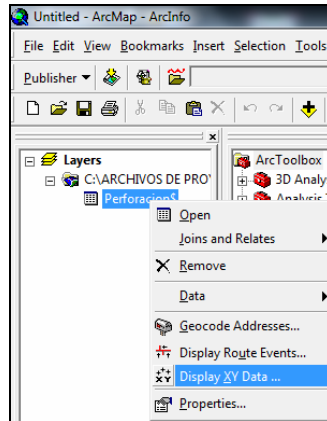 Untitled - ArcMap - ArcInfo
File Edit View Bookmarks Insert Selection Tools
Publisher
Layers
C:\ARCHIVOS DE PRO
Perforacion$
ArcToolbox
3D Analy
Analysis
Open
Joins and Relates
Remove
Data
Geocode Addresses...
Display Route Events...
Display XY Data ...
Properties...